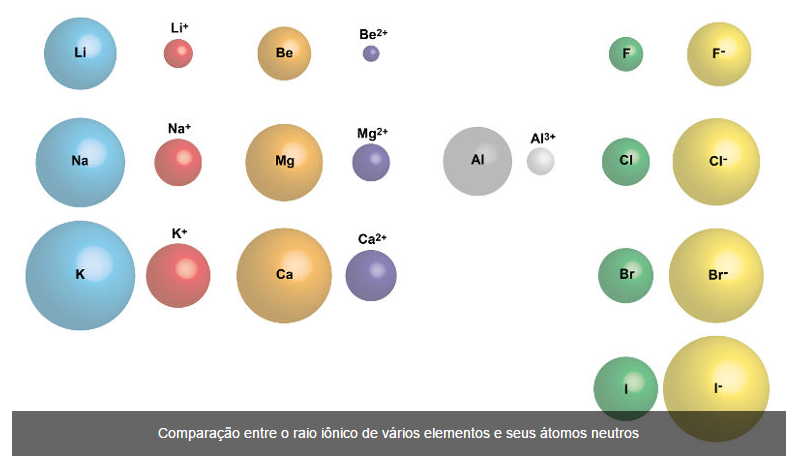 Li Li⁺ Be Be²⁺ F F⁻
Na Na⁺ Mg Mg²⁺ Al Al³⁺ Cl Cl⁻
K K⁺ Ca Ca²⁺ Br Br⁻
I I⁻
Comparação entre o raio iônico de vários elementos e seus átomos neutros